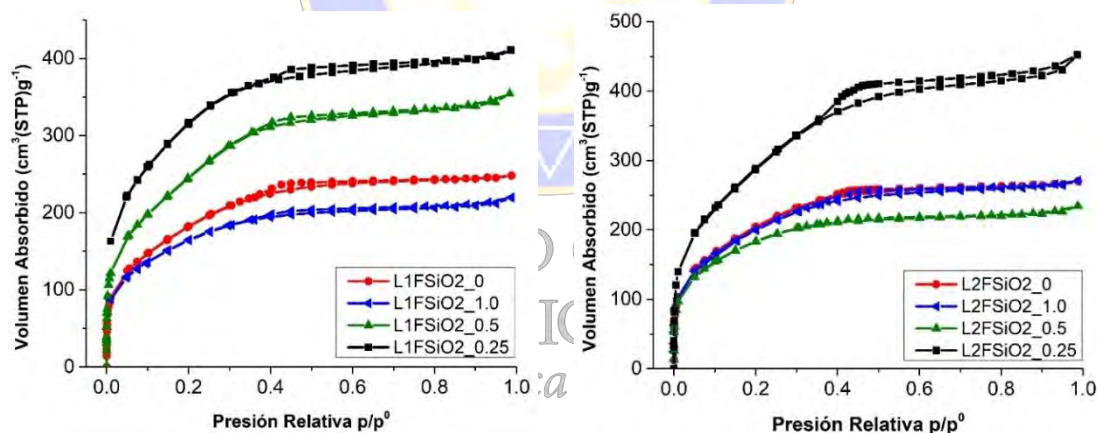 Volumen Absorbido (cm³(STP)g⁻¹)
400
300
200
100
0
L1FSiO2_0
L1FSiO2_1.0
L1FSiO2_0.5
L1FSiO2_0.25
0.0 0.2 0.4 0.6 0.8 1.0
Presión Relativa p/p⁰
Volumen Absorbido (cm³(STP)g⁻¹)
500
400
300
200
100
0
L2FSiO2_0
L2FSiO2_1.0
L2FSiO2_0.5
L2FSiO2_0.25
0.0 0.2 0.4 0.6 0.8 1.0
Presión Relativa p/p⁰